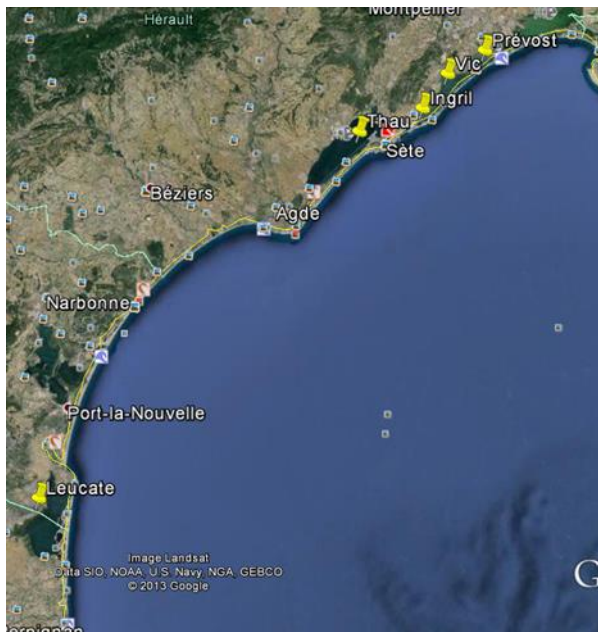 Montpellier
Hérault
Prévost
Vic
Ingril
Thau
Sète
Béziers
Agde
Narbonne
Port-la-Nouvelle
Leucate
Image Landsat
Data SIO, NOAA, U.S. Navy, NGA, GEBCO
© 2013 Google
G